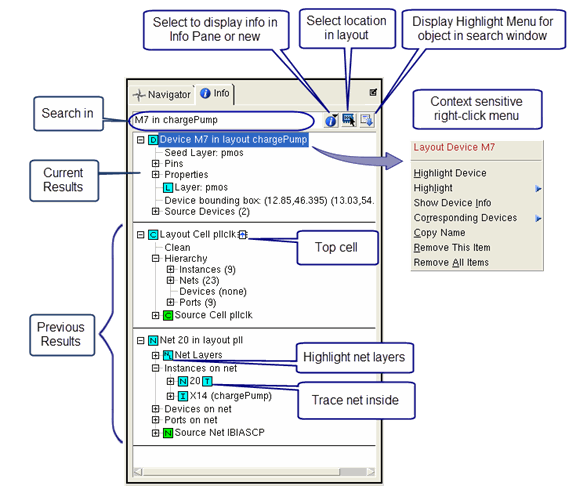 Select to display info in
Info Pane or new
Select location
in layout
Display Highlight Menu for
object in search window
Navigator
Info
Search in
M7 in chargePump
Context sensitive
right-click menu
Current
Results
Device M7 in layout chargePump
Seed Layer: pmos
Pins
Properties
L Layer: pmos
Device bounding box: (12.85,46.395) (13.03,54.
Source Devices (2)
Layout Device M7
Highlight Device
Highlight
Show Device Info
Corresponding Devices
Copy Name
Remove This Item
Remove All Items
Previous
Results
C Layout Cell pllclk
Clean
Hierarchy
Instances (9)
Nets (23)
Devices (none)
Ports (9)
C Source Cell pllclk
Top cell
N Net 20 in layout pll
Net Layers
Instances on net
N 20 T
I X14 (chargePump)
Devices on net
Ports on net
N Source Net IBIASCP
Highlight net layers
Trace net inside